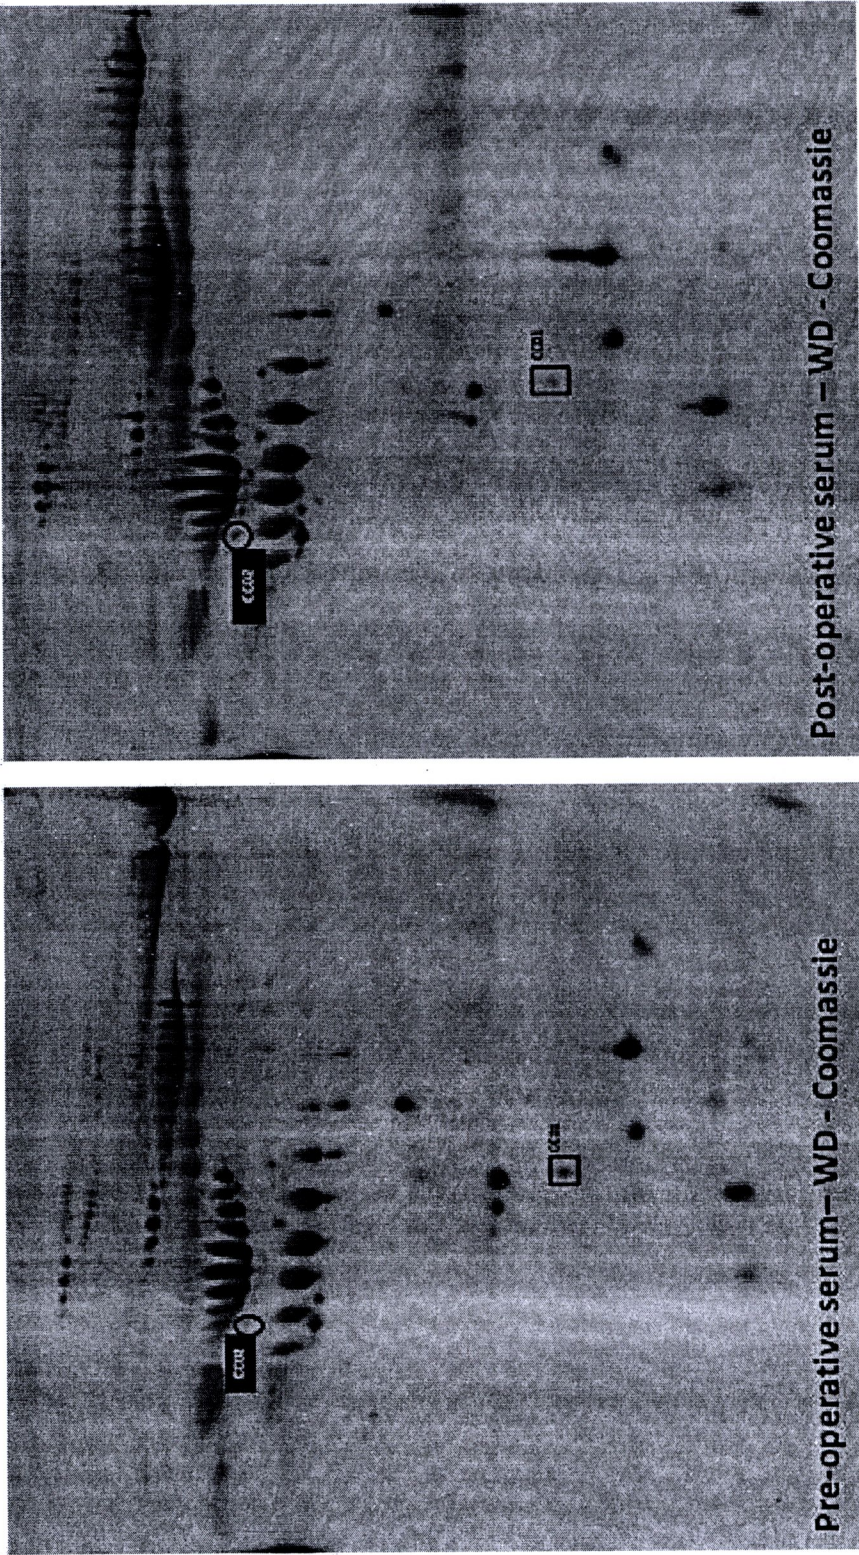 CC01
CC02
Post-operative serum – WD - Coomassie
CC01
CC02
Pre-operative serum– WD - Coomassie